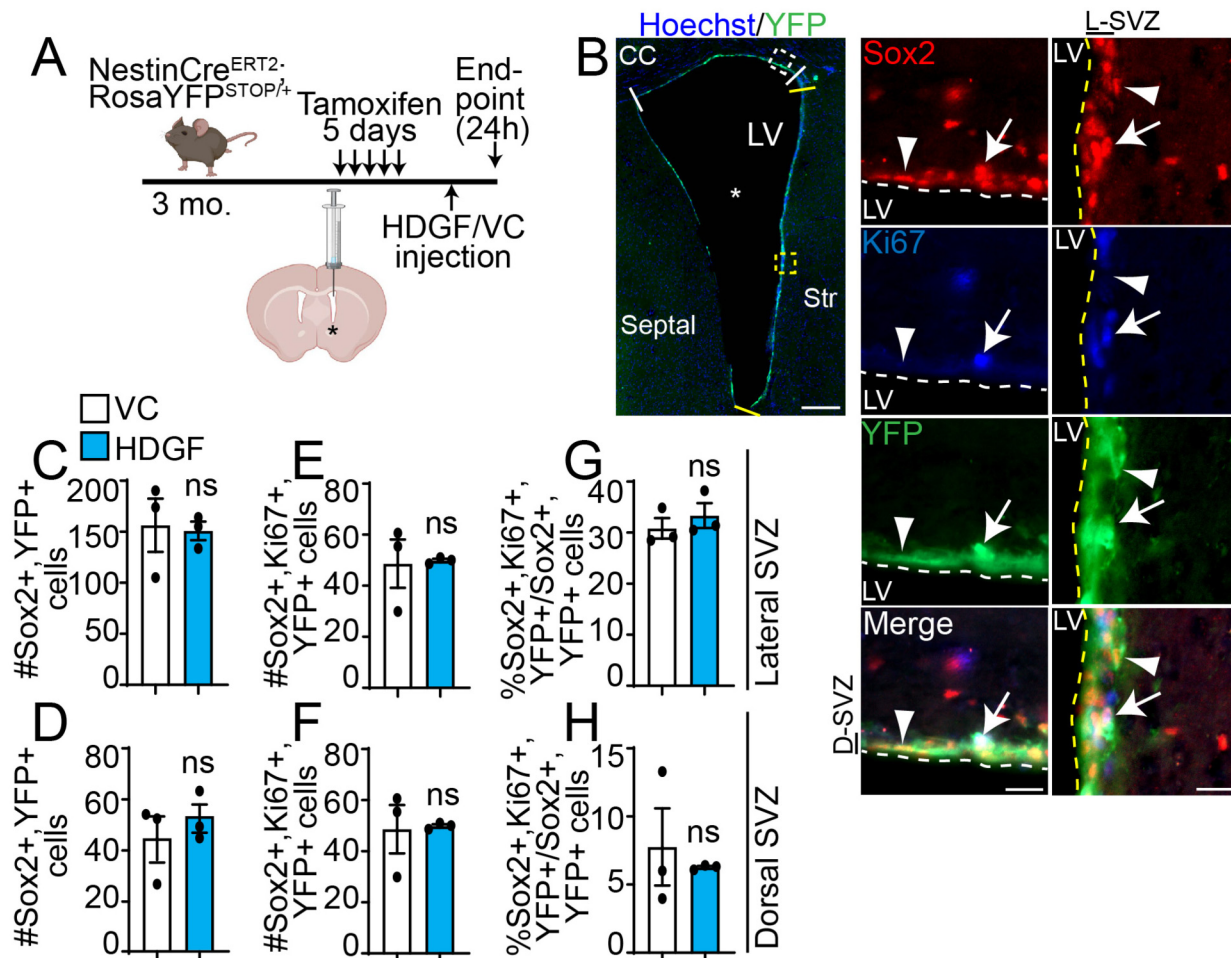 A
NestinCreERT2-,
RosaYFPSTOP/+
Tamoxifen
5 days
End-
point
(24h)
3 mo.
HDGF/VC
injection
*
B
Hoechst/YFP
CC
LV
*
Septal
Str
L-SVZ
Sox2
LV
LV
Ki67
LV
LV
YFP
LV
LV
Merge
LV
D-SVZ
VC
HDGF
C
#Sox2+,YFP+
cells
200
150
100
50
0
ns
E
#Sox2+,Ki67+,
YFP+ cells
80
60
40
20
0
ns
G
%Sox2+,Ki67+,
YFP+/Sox2+,
YFP+ cells
40
30
20
10
0
ns
Lateral SVZ
D
#Sox2+,YFP+
cells
80
60
40
20
0
ns
F
#Sox2+,Ki67+,
YFP+ cells
80
60
40
20
0
ns
H
%Sox2+,Ki67+,
YFP+/Sox2+,
YFP+ cells
15
10
5
0
ns
Dorsal SVZ